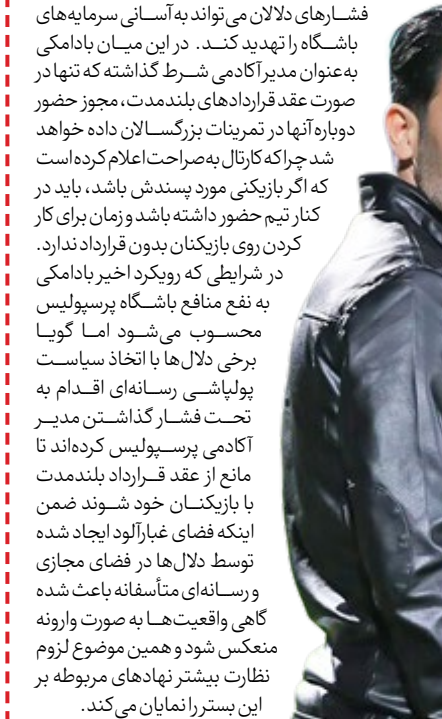 فشارهای دلالان می‌تواند به‌آسانی سرمایه‌های
باشگاه را تهدید کند. در این میان بادامکی
به‌عنوان مدیر آکادمی شرط گذاشته که تنها در
صورت عقد قراردادهای بلندمدت، مجوز حضور
دوباره آنها در تمرینات بزرگسالان داده خواهد
شد چراکه کارتال به‌صراحت اعلام کرده است
که اگر بازیکنی مورد پسندش باشد، باید در
کنار تیم حضور داشته باشد و زمان برای کار
کردن روی بازیکنان بدون قرارداد ندارد.
در شرایطی که رویکرد اخیر بادامکی
به نفع منافع باشگاه پرسپولیس
محسوب می‌شود اما گویا
برخی دلال‌ها با اتخاذ سیاست
پولپاشی رسانه‌ای اقدام به
تحت فشار گذاشتن مدیر
آکادمی پرسپولیس کرده‌اند تا
مانع از عقد قرارداد بلندمدت
با بازیکنان خود شوند ضمن
اینکه فضای غبارآلود ایجاد شده
توسط دلال‌ها در فضای مجازی
و رسانه‌ای متأسفانه باعث شده
گاهی واقعیت‌ها به صورت وارونه
منعکس شود و همین موضوع لزوم
نظارت بیشتر نهادهای مربوطه بر
این بستر را نمایان می‌کند.